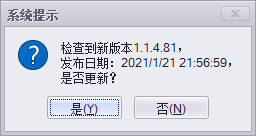 系统提示
检查到新版本1.1.4.81，
发布日期：2021/1/21 21:56:59，
是否更新？
是(Y)
否(N)